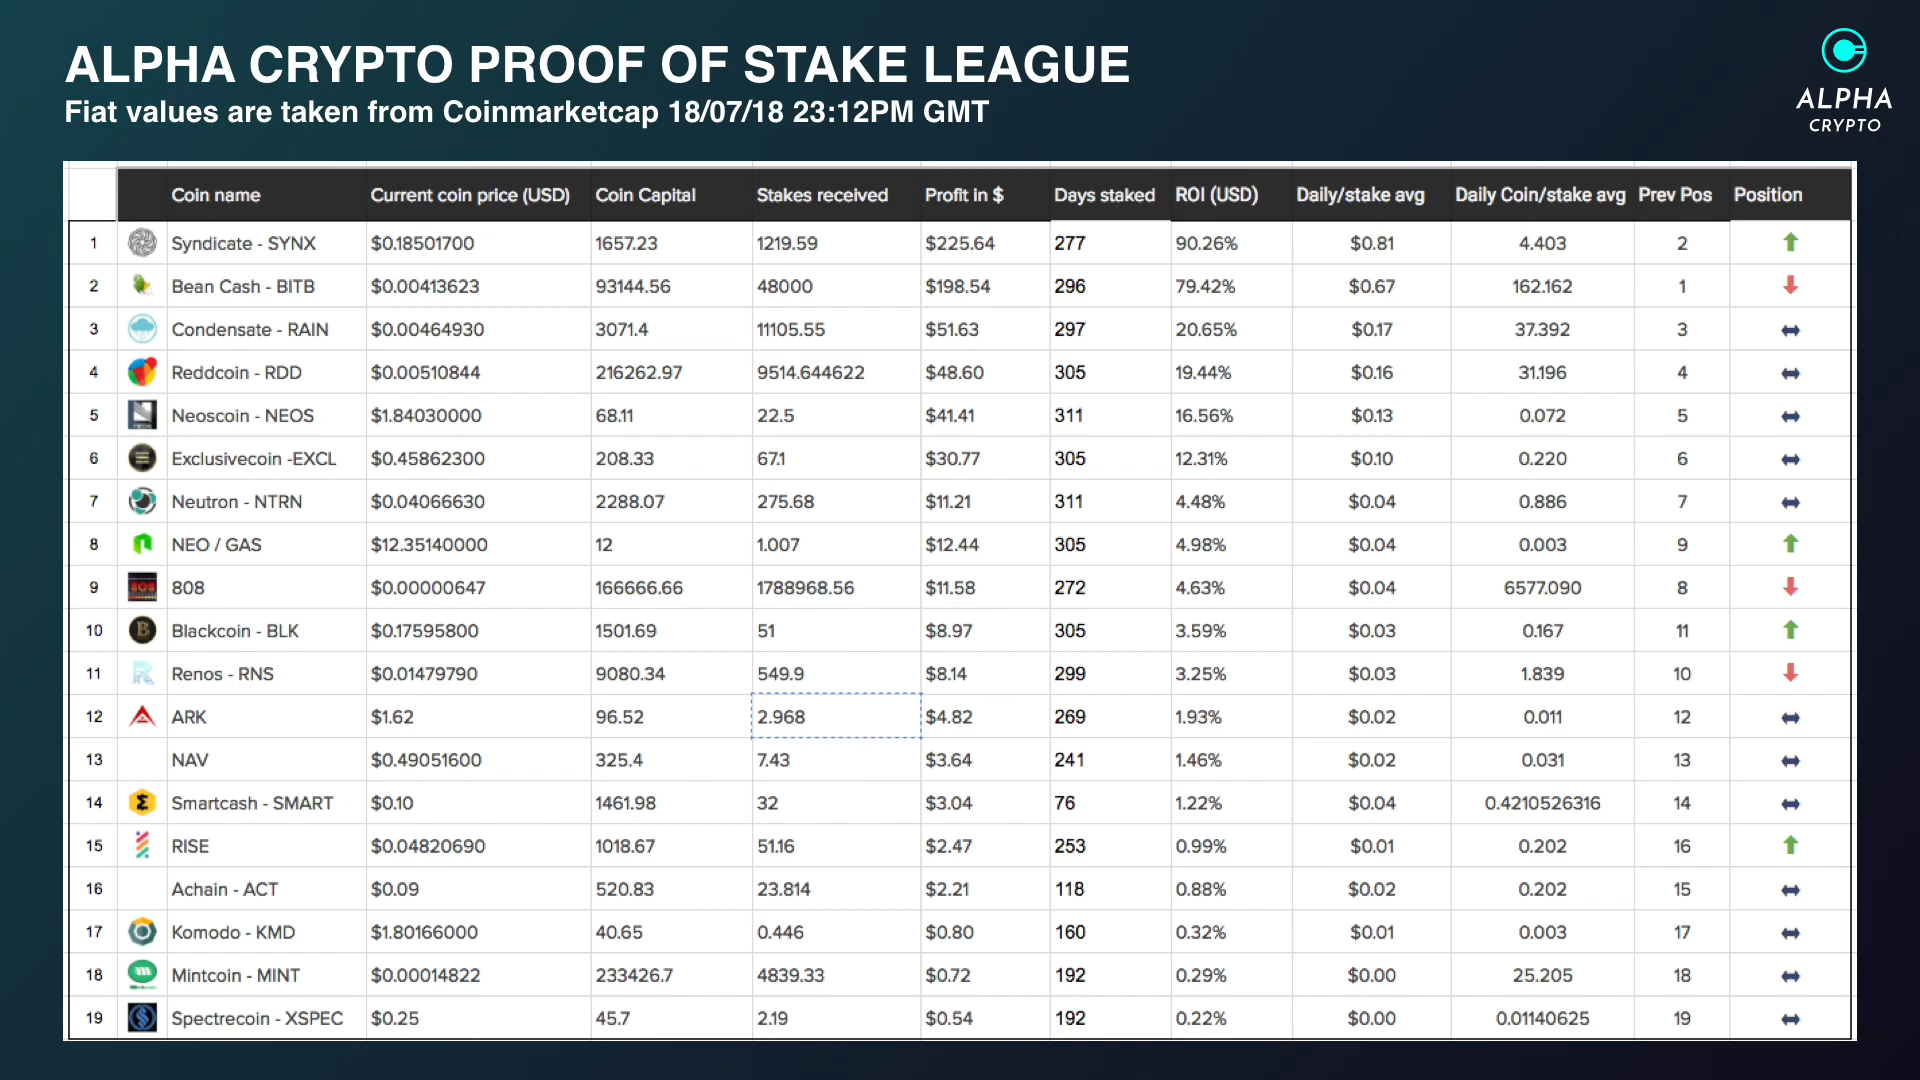 ALPHA CRYPTO PROOF OF STAKE LEAGUE
Fiat values are taken from Coinmarketcap 18/07/18 23:12PM GMT
ALPHA
CRYPTO
Coin name Current coin price (USD) Coin Capital Stakes received Profit in $ Days staked ROI (USD) Daily/stake avg Daily Coin/stake avg Prev Pos Position
1 Syndicate - SYNX $0.18501700 1657.23 1219.59 $225.64 277 90.26% $0.81 4.403 2
2 Bean Cash - BITB $0.00413623 93144.56 48000 $198.54 296 79.42% $0.67 162.162 1
3 Condensate - RAIN $0.00464930 3071.4 11105.55 $51.63 297 20.65% $0.17 37.392 3
4 Reddcoin - RDD $0.00510844 216262.97 9514.644622 $48.60 305 19.44% $0.16 31.196 4
5 Neoscoin - NEOS $1.84030000 68.11 22.5 $41.41 311 16.56% $0.13 0.072 5
6 Exclusivecoin -EXCL $0.45862300 208.33 67.1 $30.77 305 12.31% $0.10 0.220 6
7 Neutron - NTRN $0.04066630 2288.07 275.68 $11.21 311 4.48% $0.04 0.886 7
8 NEO / GAS $12.35140000 12 1.007 $12.44 305 4.98% $0.04 0.003 9
9 808 808 $0.00000647 166666.66 1788968.56 $11.58 272 4.63% $0.04 6577.090 8
10 Blackcoin - BLK $0.17595800 1501.69 51 $8.97 305 3.59% $0.03 0.167 11
11 Renos - RNS $0.01479790 9080.34 549.9 $8.14 299 3.25% $0.03 1.839 10
12 ARK $1.62 96.52 2.968 $4.82 269 1.93% $0.02 0.011 12
13 NAV $0.49051600 325.4 7.43 $3.64 241 1.46% $0.02 0.031 13
14 Smartcash - SMART $0.10 1461.98 32 $3.04 76 1.22% $0.04 0.4210526316 14
15 RISE $0.04820690 1018.67 51.16 $2.47 253 0.99% $0.01 0.202 16
16 Achain - ACT $0.09 520.83 23.814 $2.21 118 0.88% $0.02 0.202 15
17 Komodo - KMD $1.80166000 40.65 0.446 $0.80 160 0.32% $0.01 0.003 17
18 Mintcoin - MINT $0.00014822 233426.7 4839.33 $0.72 192 0.29% $0.00 25.205 18
19 Spectrecoin - XSPEC $0.25 45.7 2.19 $0.54 192 0.22% $0.00 0.01140625 19